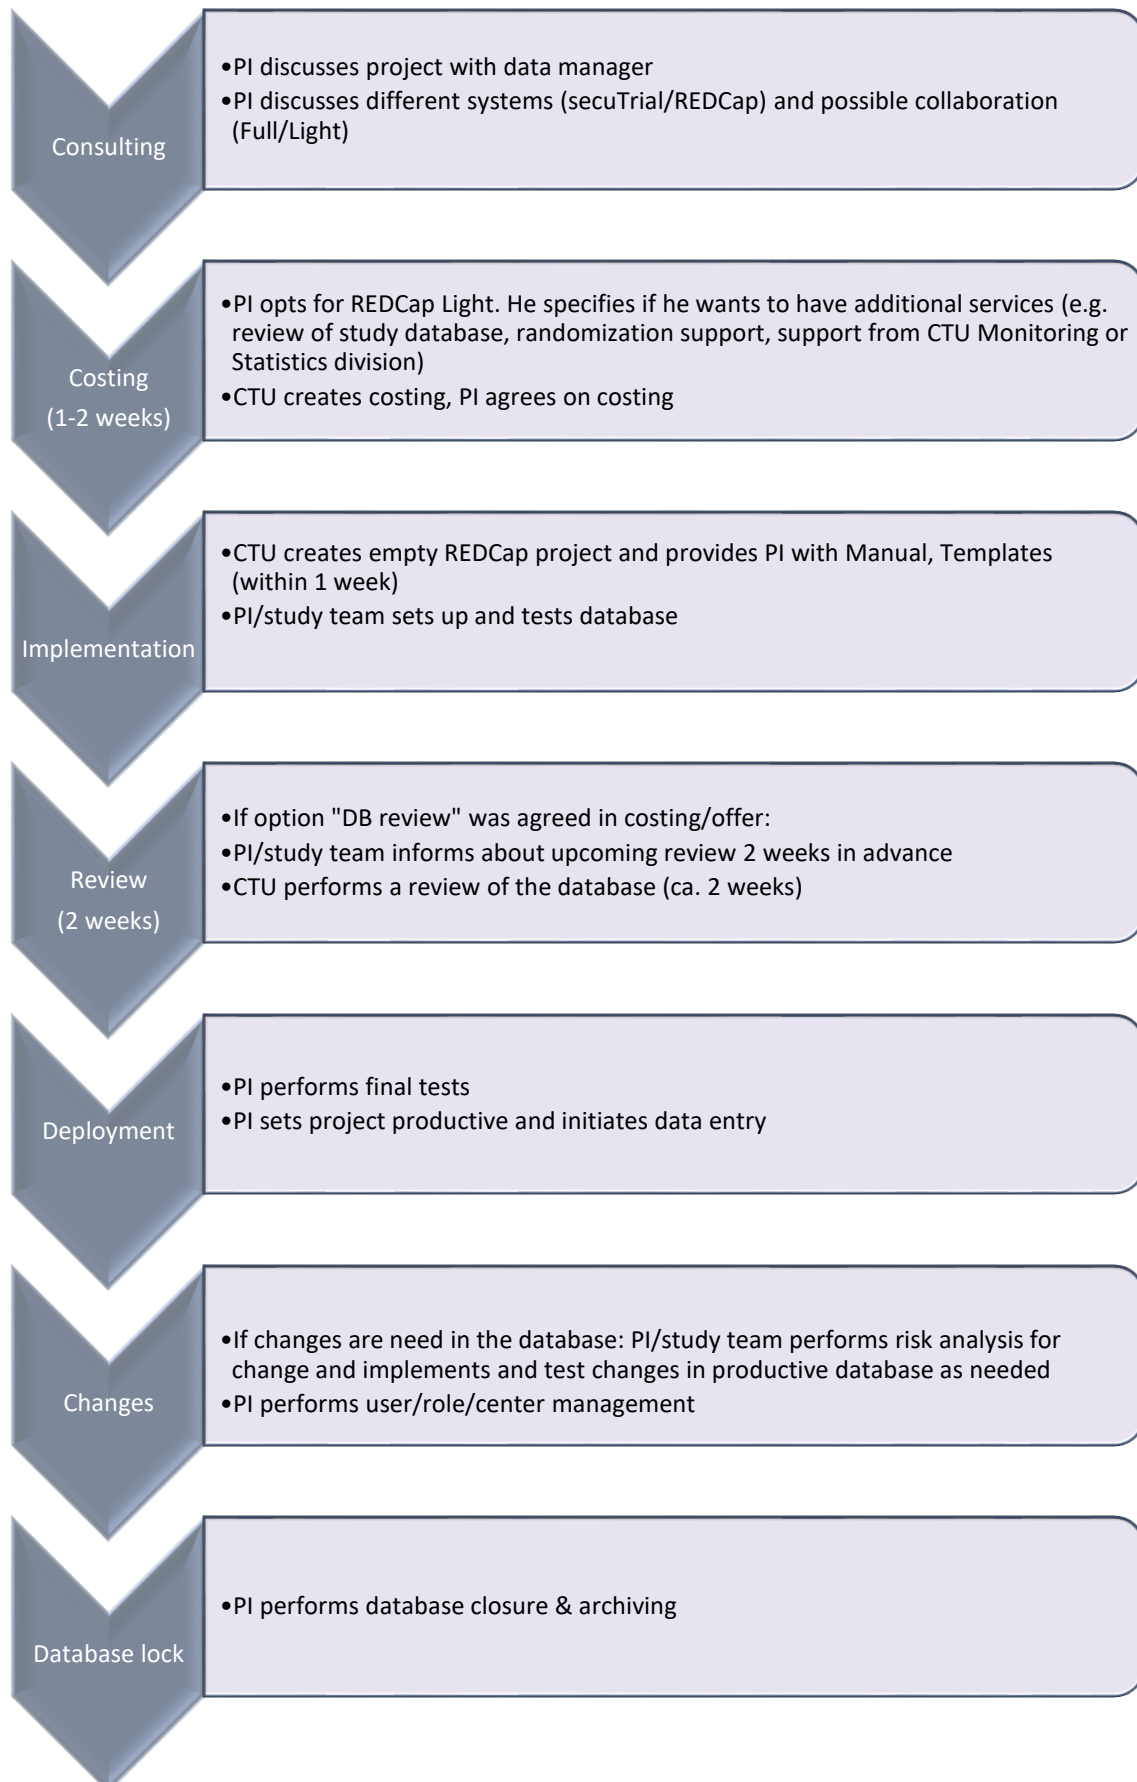 Consulting
•PI discusses project with data manager
•PI discusses different systems (secuTrial/REDCap) and possible collaboration
(Full/Light)
Costing
(1-2 weeks)
•PI opts for REDCap Light. He specifies if he wants to have additional services (e.g.
review of study database, randomization support, support from CTU Monitoring or
Statistics division)
•CTU creates costing, PI agrees on costing
Implementation
•CTU creates empty REDCap project and provides PI with Manual, Templates
(within 1 week)
•PI/study team sets up and tests database
Review
(2 weeks)
•If option "DB review" was agreed in costing/offer:
•PI/study team informs about upcoming review 2 weeks in advance
•CTU performs a review of the database (ca. 2 weeks)
Deployment
•PI performs final tests
•PI sets project productive and initiates data entry
Changes
•If changes are need in the database: PI/study team performs risk analysis for
change and implements and test changes in productive database as needed
•PI performs user/role/center management
Database lock
•PI performs database closure & archiving